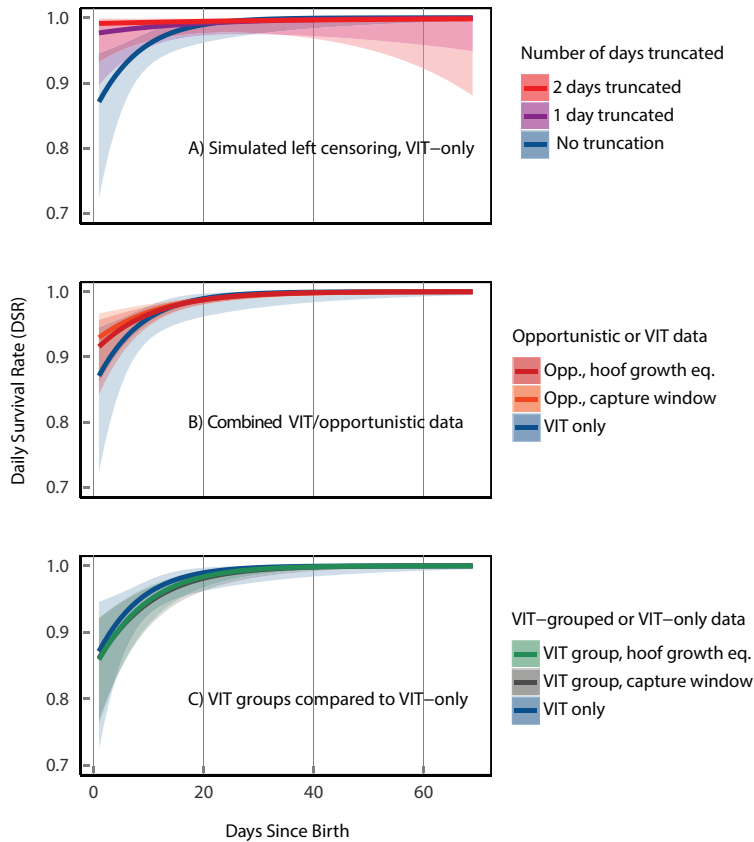 1.0
0.9
0.8
0.7
A) Simulated left censoring, VIT−only
Number of days truncated
2 days truncated
1 day truncated
No truncation
Daily Survival Rate (DSR)
1.0
0.9
0.8
0.7
B) Combined VIT/opportunistic data
Opportunistic or VIT data
Opp., hoof growth eq.
Opp., capture window
VIT only
1.0
0.9
0.8
0.7
C) VIT groups compared to VIT−only
VIT−grouped or VIT−only data
VIT group, hoof growth eq.
VIT group, capture window
VIT only
0 20 40 60
Days Since Birth